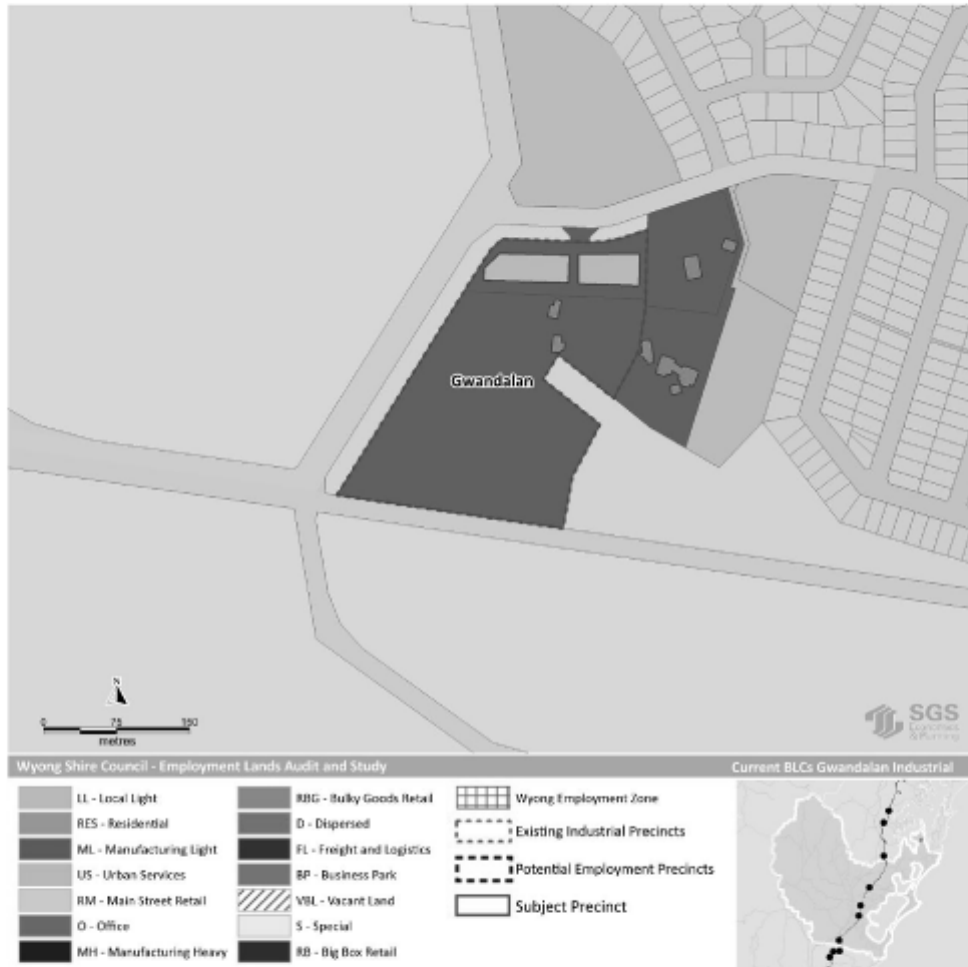 Gwandalan
N
0 75 150
metres
SGS
Economics
& Planning
Wyong Shire Council - Employment Lands Audit and Study
Current BLCs Gwandalan Industrial
LL - Local Light
RES - Residential
ML - Manufacturing Light
US - Urban Services
RM - Main Street Retail
O - Office
MH - Manufacturing Heavy
RBG - Bulky Goods Retail
D - Dispersed
FL - Freight and Logistics
BP - Business Park
VBL - Vacant Land
S - Special
RB - Big Box Retail
Wyong Employment Zone
Existing Industrial Precincts
Potential Employment Precincts
Subject Precinct